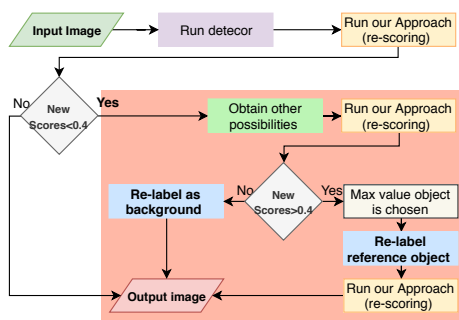 Input Image
Run detecor
Run our Approach
(re-scoring)
No
New
Scores<0.4
Yes
Obtain other
possibilities
Run our Approach
(re-scoring)
No
New
Scores>0.4
Yes
Re-label as
background
Max value object
is chosen
Re-label
reference object
Output image
Run our Approach
(re-scoring)